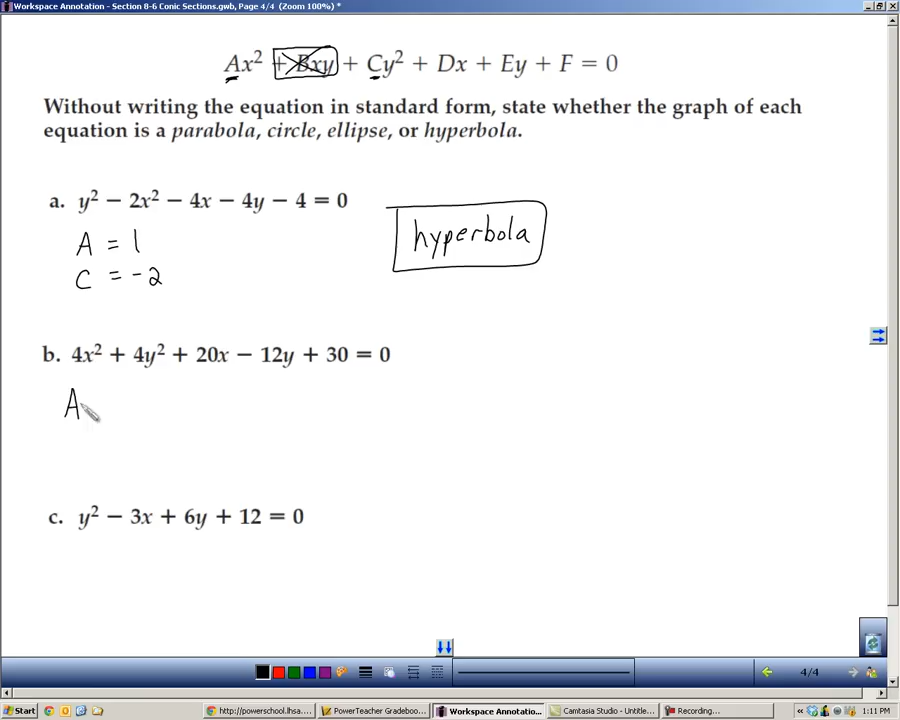 Workspace Annotation - Section 8-6 Conic Sections.gwb, Page 4/4 (Zoom 100%) *
Ax² + Bxy + Cy² + Dx + Ey + F = 0
Without writing the equation in standard form, state whether the graph of each
equation is a parabola, circle, ellipse, or hyperbola.
a. y² − 2x² − 4x − 4y − 4 = 0
hyperbola
A = 1
C = -2
b. 4x² + 4y² + 20x − 12y + 30 = 0
A
c. y² − 3x + 6y + 12 = 0
4/4
Start
http://powerschool.lhsa....
PowerTeacher Gradeboo...
Workspace Annotatio...
Camtasia Studio - Untitle...
Recording...
1:11 PM